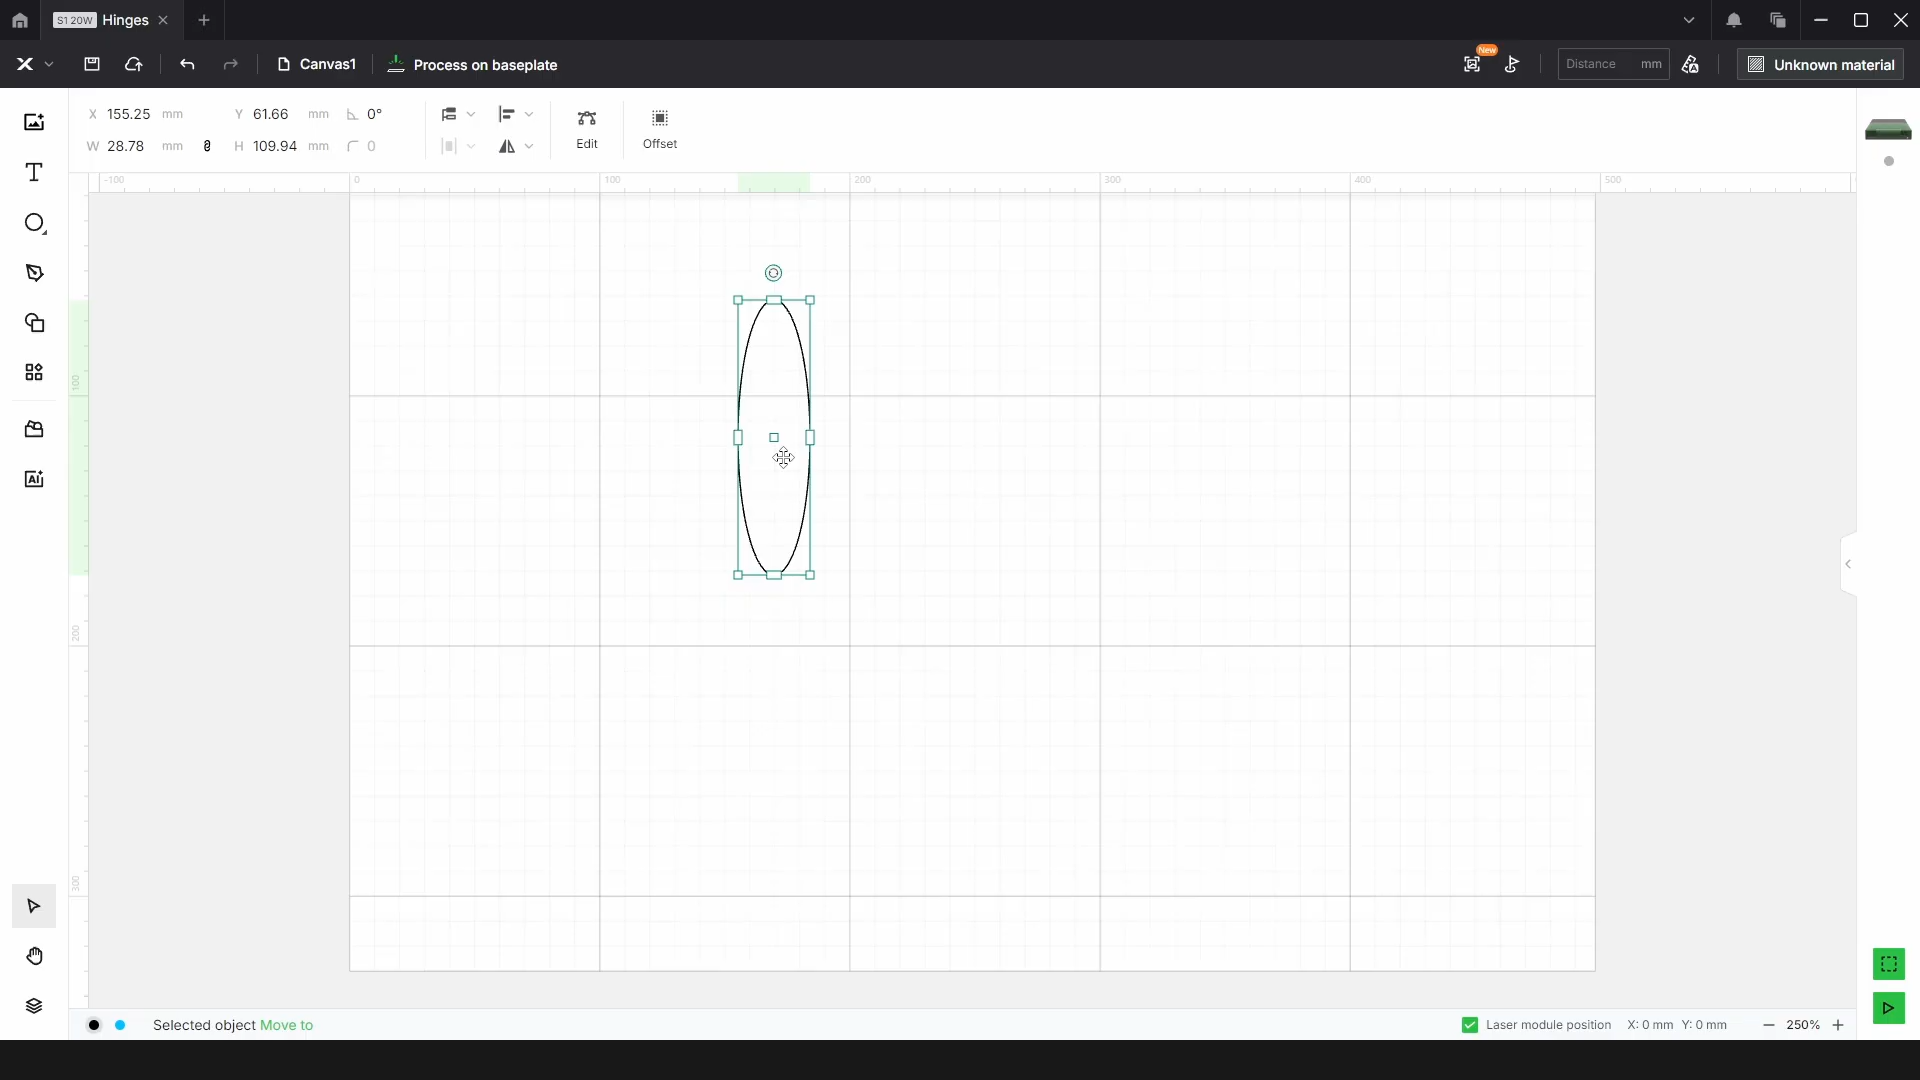 S1 20W Hinges
Canvas1
Process on baseplate
New
Distance mm
Unknown material
X 155.25 mm
Y 61.66 mm
0°
W 28.78 mm
H 109.94 mm
0
Edit
Offset
-100
0
100
200
300
400
500
100
200
300
AI
Selected object Move to
Laser module position X: 0 mm Y: 0 mm
250%